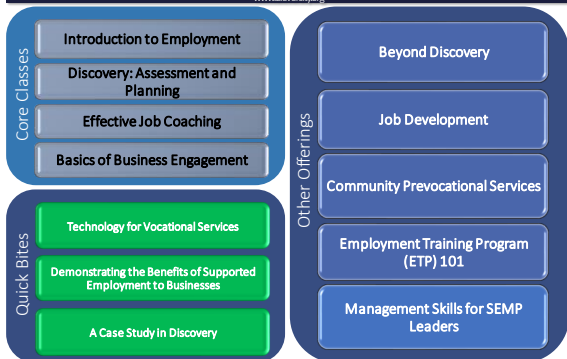 Core Classes
Introduction to Employment
Discovery: Assessment and
Planning
Effective Job Coaching
Basics of Business Engagement
Quick Bites
Technology for Vocational Services
Demonstrating the Benefits of Supported
Employment to Businesses
A Case Study in Discovery
Other Offerings
Beyond Discovery
Job Development
Community Prevocational Services
Employment Training Program
(ETP) 101
Management Skills for SEMP
Leaders